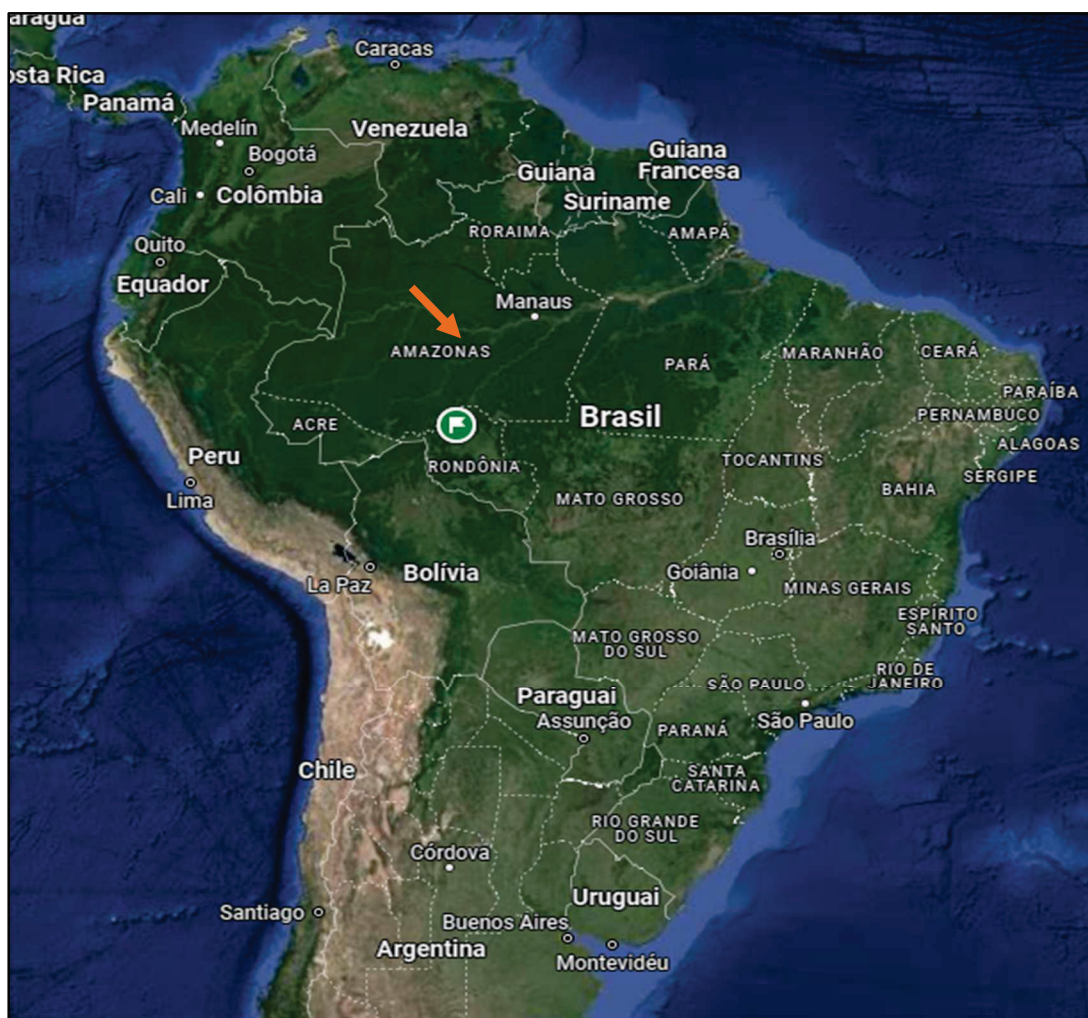 aragua
osta Rica
Panamá
Caracas
Medelín
Venezuela
Bogotá
Cali
Colômbia
Guiana
Guiana
Francesa
Suriname
Quito
Equador
RORAIMA
AMAPÁ
Manaus
AMAZONAS
PARÁ
MARANHÃO
CEARÁ
PARAÍBA
PERNAMBUCO
ALAGOAS
SERGIPE
ACRE
Brasil
Peru
Lima
RONDÔNIA
TOCANTINS
MATO GROSSO
BAHIA
Brasília
Goiânia
La Paz
Bolívia
MINAS GERAIS
ESPÍRITO
SANTO
MATO GROSSO
DO SUL
RIO DE
JANEIRO
SÃO PAULO
São Paulo
Paraguai
Assunção
PARANÁ
Chile
SANTA
CATARINA
RIO GRANDE
DO SUL
Córdova
Uruguai
Santiago
Buenos Aires
Argentina
Montevidéu